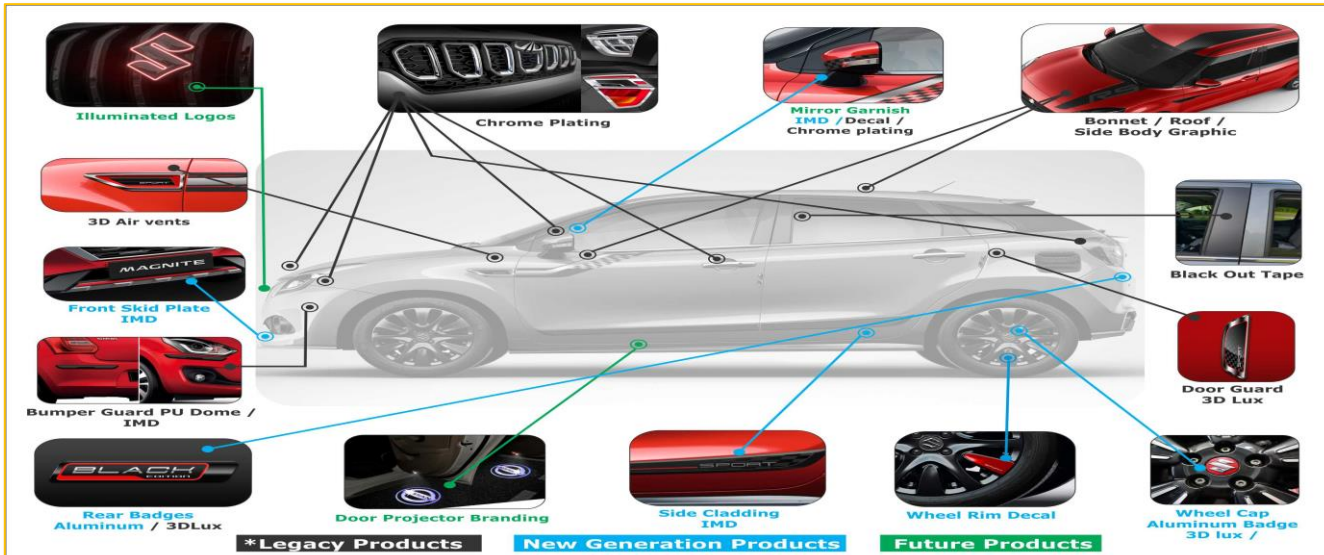 Illuminated Logos
Chrome Plating
Mirror Garnish
IMD /Decal /
Chrome plating
Bonnet / Roof /
Side Body Graphic
SPORT
3D Air vents
Black Out Tape
MAGNITE
Front Skid Plate
IMD
Door Guard
3D Lux
Bumper Guard PU Dome /
IMD
BLACK
EDITION
Rear Badges
Aluminum / 3DLux
Door Projector Branding
SPORT
Side Cladding
IMD
Wheel Rim Decal
Wheel Cap
Aluminum Badge
3D lux /
*Legacy Products
New Generation Products
Future Products